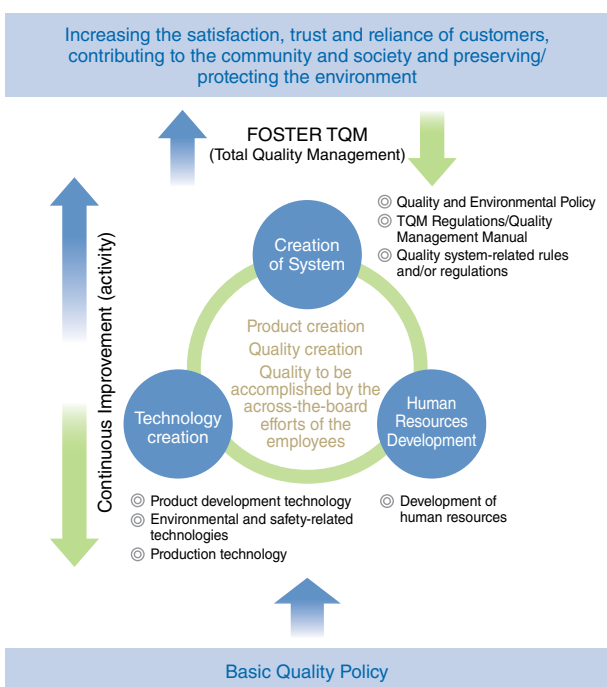 Increasing the satisfaction, trust and reliance of customers,
contributing to the community and society and preserving/
protecting the environment
FOSTER TQM
(Total Quality Management)
Continuous Improvement (activity)
Creation
of System
◎ Quality and Environmental Policy
◎ TQM Regulations/Quality
Management Manual
◎ Quality system-related rules
and/or regulations
Product creation
Quality creation
Quality to be
accomplished by the
across-the-board
efforts of the
employees
Technology
creation
Human
Resources
Development
◎ Product development technology
◎ Environmental and safety-related
technologies
◎ Production technology
◎ Development of
human resources
Basic Quality Policy